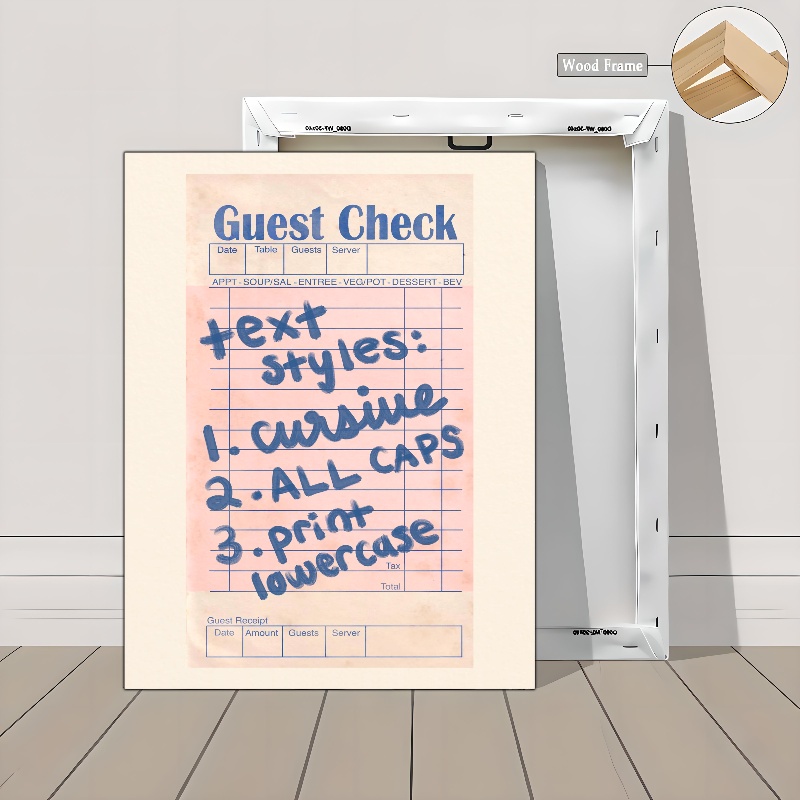 Wood Frame
Guest Check
Date Table Guests Server
APPT - SOUP/SAL - ENTREE - VEG/POT - DESSERT - BEV
text
styles:
1. cursive
2. ALL CAPS
3. print
lowercase
Tax
Total
Guest Receipt
Date Amount Guests Server